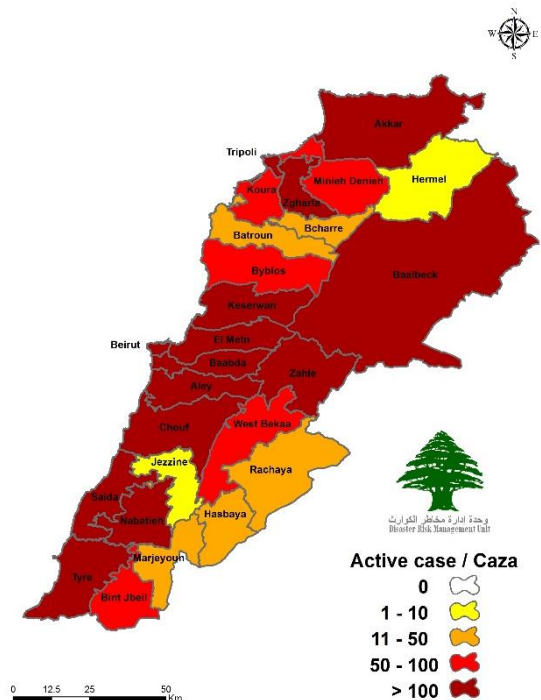 N
W E
S
Akkar
Tripoli
Minieh Denieh
Hermel
Koura
Zgharta
Bcharre
Batroun
Byblos
Baalbeck
Keserwan
El Metn
Beirut
Baabda
Zahle
Aley
Chouf
West Bekaa
Jezzine
Rachaya
Saida
Hasbaya
Nabatieh
Marjeyoun
Tyre
Bint Jbeil
وحدة إدارة مخاطر الكوارث
Disaster Risk Management Unit
Active case / Caza
0
1 - 10
11 - 50
50 - 100
> 100
0 12.5 25 50
Km